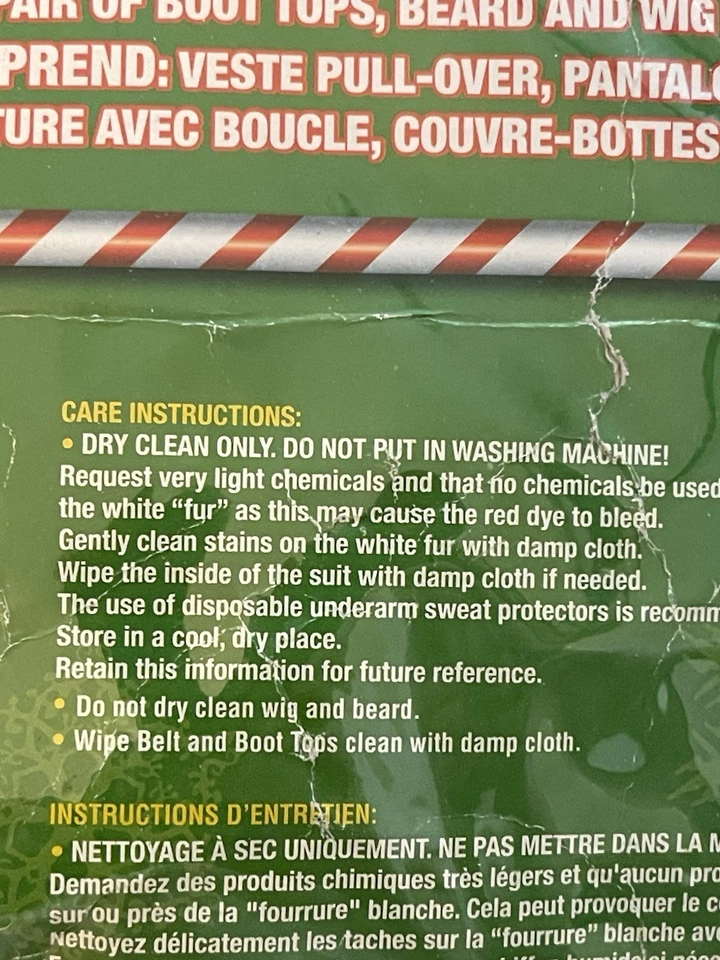 PAIR OF BOOT TOPS, BEARD AND WIG
PREND: VESTE PULL-OVER,
AVEC BOUCLE, COUVRE-BOTTES
CARE INSTRUCTIONS:
• DRY CLEAN ONLY. DO NOT PUT IN WASHING MACHINE!
Request very light chemicals and that no chemicals be used
the white “fur” as this may cause the red dye to bleed.
Gently clean stains on the white fur with damp cloth.
Wipe the inside of the suit with damp cloth if needed.
The use of disposable underarm sweat protectors is recomm
Store in a cool, dry place.
Retain this information for future reference.
• Do not dry clean wig and beard.
• Wipe Belt and Boot Tops clean with damp cloth.
INSTRUCTIONS D’ENTRETIEN:
• NETTOYAGE À SEC UNIQUEMENT. NE PAS METTRE DANS LA M
Demandez des produits chimiques très légers et qu'aucun pro
sur ou près de la "fourrure" blanche. Cela peut provoquer le c
Nettoyez délicatement les taches sur la “fourrure” blanche ave